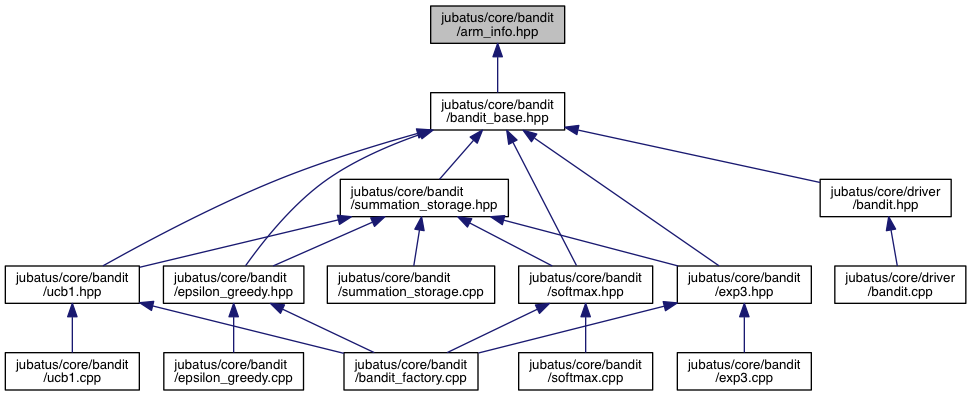 jubatus/core/bandit
/arm_info.hpp
jubatus/core/bandit
/bandit_base.hpp
jubatus/core/bandit
/summation_storage.hpp
jubatus/core/driver
/bandit.hpp
jubatus/core/bandit
/ucb1.hpp
jubatus/core/bandit
/epsilon_greedy.hpp
jubatus/core/bandit
/summation_storage.cpp
jubatus/core/bandit
/softmax.hpp
jubatus/core/bandit
/exp3.hpp
jubatus/core/driver
/bandit.cpp
jubatus/core/bandit
/ucb1.cpp
jubatus/core/bandit
/epsilon_greedy.cpp
jubatus/core/bandit
/bandit_factory.cpp
jubatus/core/bandit
/softmax.cpp
jubatus/core/bandit
/exp3.cpp